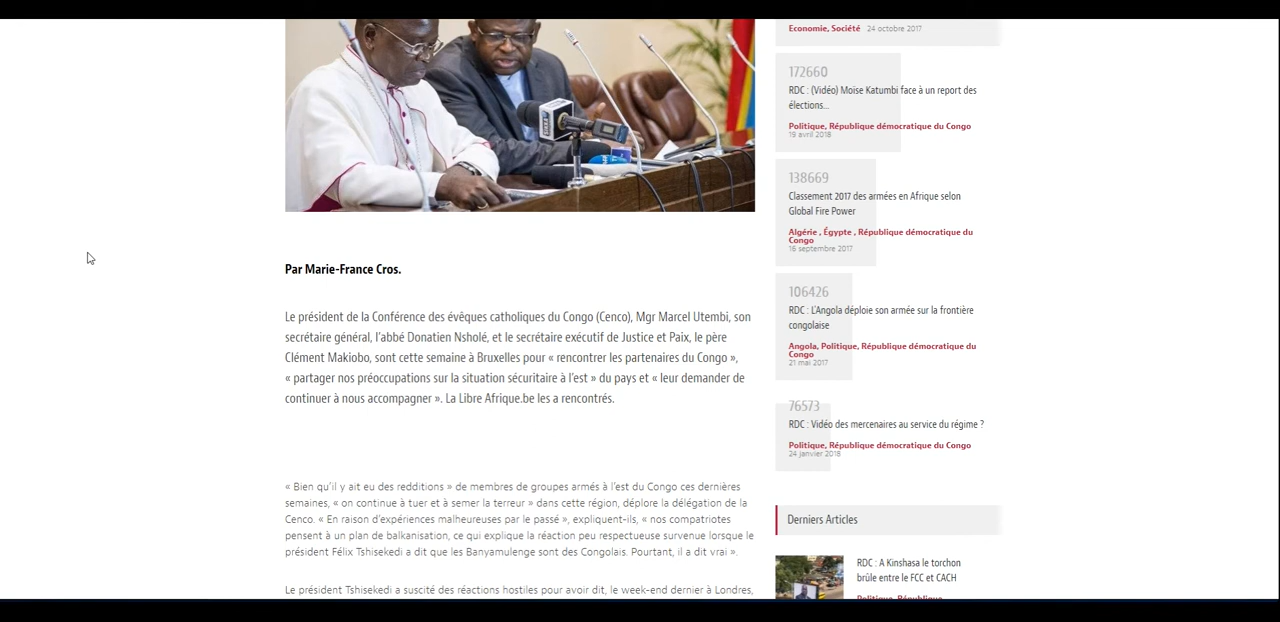 Par Marie-France Cros.
Le président de la Conférence des évêques catholiques du Congo (Cenco), Mgr Marcel Utembi, son
secrétaire général, l'abbé Donatien Nsholé, et le secrétaire exécutif de Justice et Paix, le père
Clément Makiobo, sont cette semaine à Bruxelles pour « rencontrer les partenaires du Congo »,
« partager nos préoccupations sur la situation sécuritaire à l'est » du pays et « leur demander de
continuer à nous accompagner ». La Libre Afrique.be les a rencontrés.
« Bien qu'il y ait eu des redditions » de membres de groupes armés à l'est du Congo ces dernières
semaines, « on continue à tuer et à semer la terreur » dans cette région, déplore la délégation de la
Cenco. « En raison d'expériences malheureuses par le passé », expliquent-ils, « nos compatriotes
pensent à un plan de balkanisation, ce qui explique la réaction peu respectueuse survenue lorsque le
président Félix Tshisekedi a dit que les Banyamulenge sont des Congolais. Pourtant, il a dit vrai ».
Le président Tshisekedi a suscité des réactions hostiles pour avoir dit, le week-end dernier à Londres,
Economie, Société 24 octobre 2017
172660
RDC : (Vidéo) Moise Katumbi face à un report des
élections...
Politique, République démocratique du Congo
19 avril 2018
138669
Classement 2017 des armées en Afrique selon
Global Fire Power
Algérie , Égypte , République démocratique du
Congo
16 septembre 2017
106426
RDC : L'Angola déploie son armée sur la frontière
congolaise
Angola, Politique, République démocratique du
Congo
21 mai 2017
76573
RDC : Vidéo des mercenaires au service du régime ?
Politique, République démocratique du Congo
24 janvier 2018
Derniers Articles
RDC : A Kinshasa le torchon
brûle entre le FCC et CACH
Politique, République